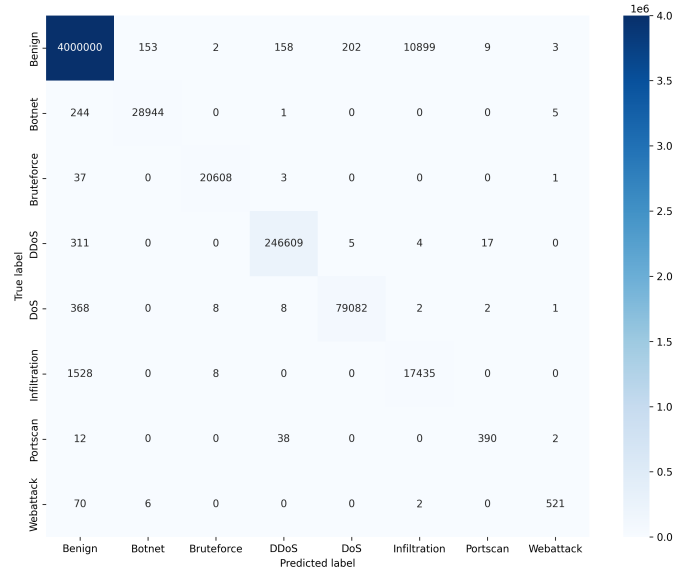 1e6
Benign 4000000 153 2 158 202 10899 9 3
Botnet 244 28944 0 1 0 0 0 5
Bruteforce 37 0 20608 3 0 0 0 1
DDoS 311 0 0 246609 5 4 17 0
DoS 368 0 8 8 79082 2 2 1
Infiltration 1528 0 8 0 0 17435 0 0
Portscan 12 0 0 38 0 0 390 2
Webattack 70 6 0 0 0 2 0 521
True label
Benign Botnet Bruteforce DDoS DoS Infiltration Portscan Webattack
Predicted label
4.0
3.5
3.0
2.5
2.0
1.5
1.0
0.5
0.0